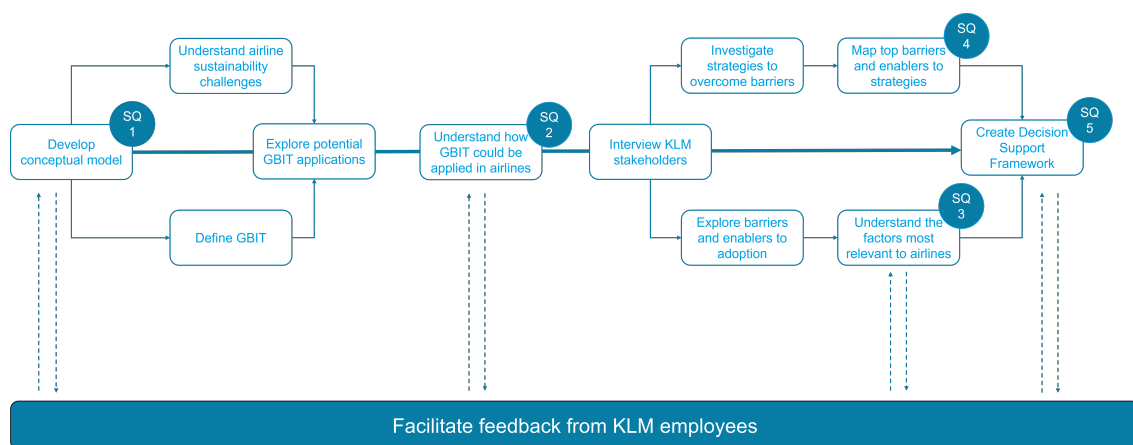 Understand airline
sustainability
challenges
Investigate
strategies to
overcome barriers
Map top barriers
and enablers to
strategies
SQ
4
Develop
conceptual model
SQ
1
Explore potential
GBIT applications
Understand how
GBIT could be
applied in airlines
SQ
2
Interview KLM
stakeholders
Create Decision
Support
Framework
SQ
5
Define GBIT
Explore barriers
and enablers to
adoption
Understand the
factors most
relevant to airlines
SQ
3
Facilitate feedback from KLM employees